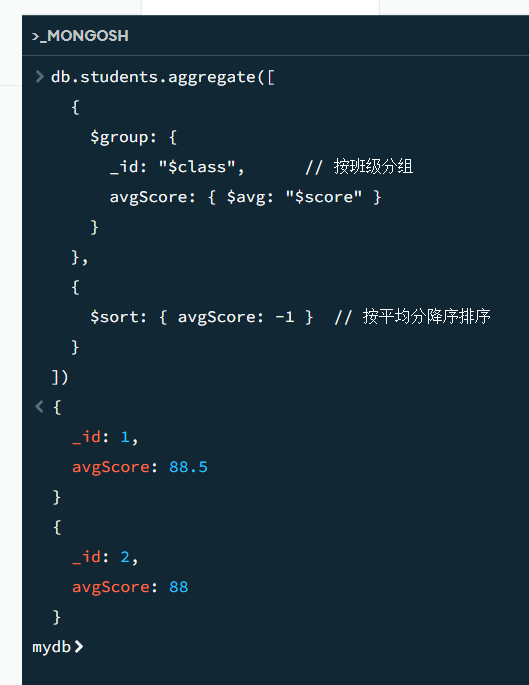 >_MONGOSH
> db.students.aggregate([
{
$group: {
_id: "$class",      // 按班级分组
avgScore: { $avg: "$score" }
}
},
{
$sort: { avgScore: -1 }  // 按平均分降序排序
}
])
< {
_id: 1,
avgScore: 88.5
}
{
_id: 2,
avgScore: 88
}
mydb>